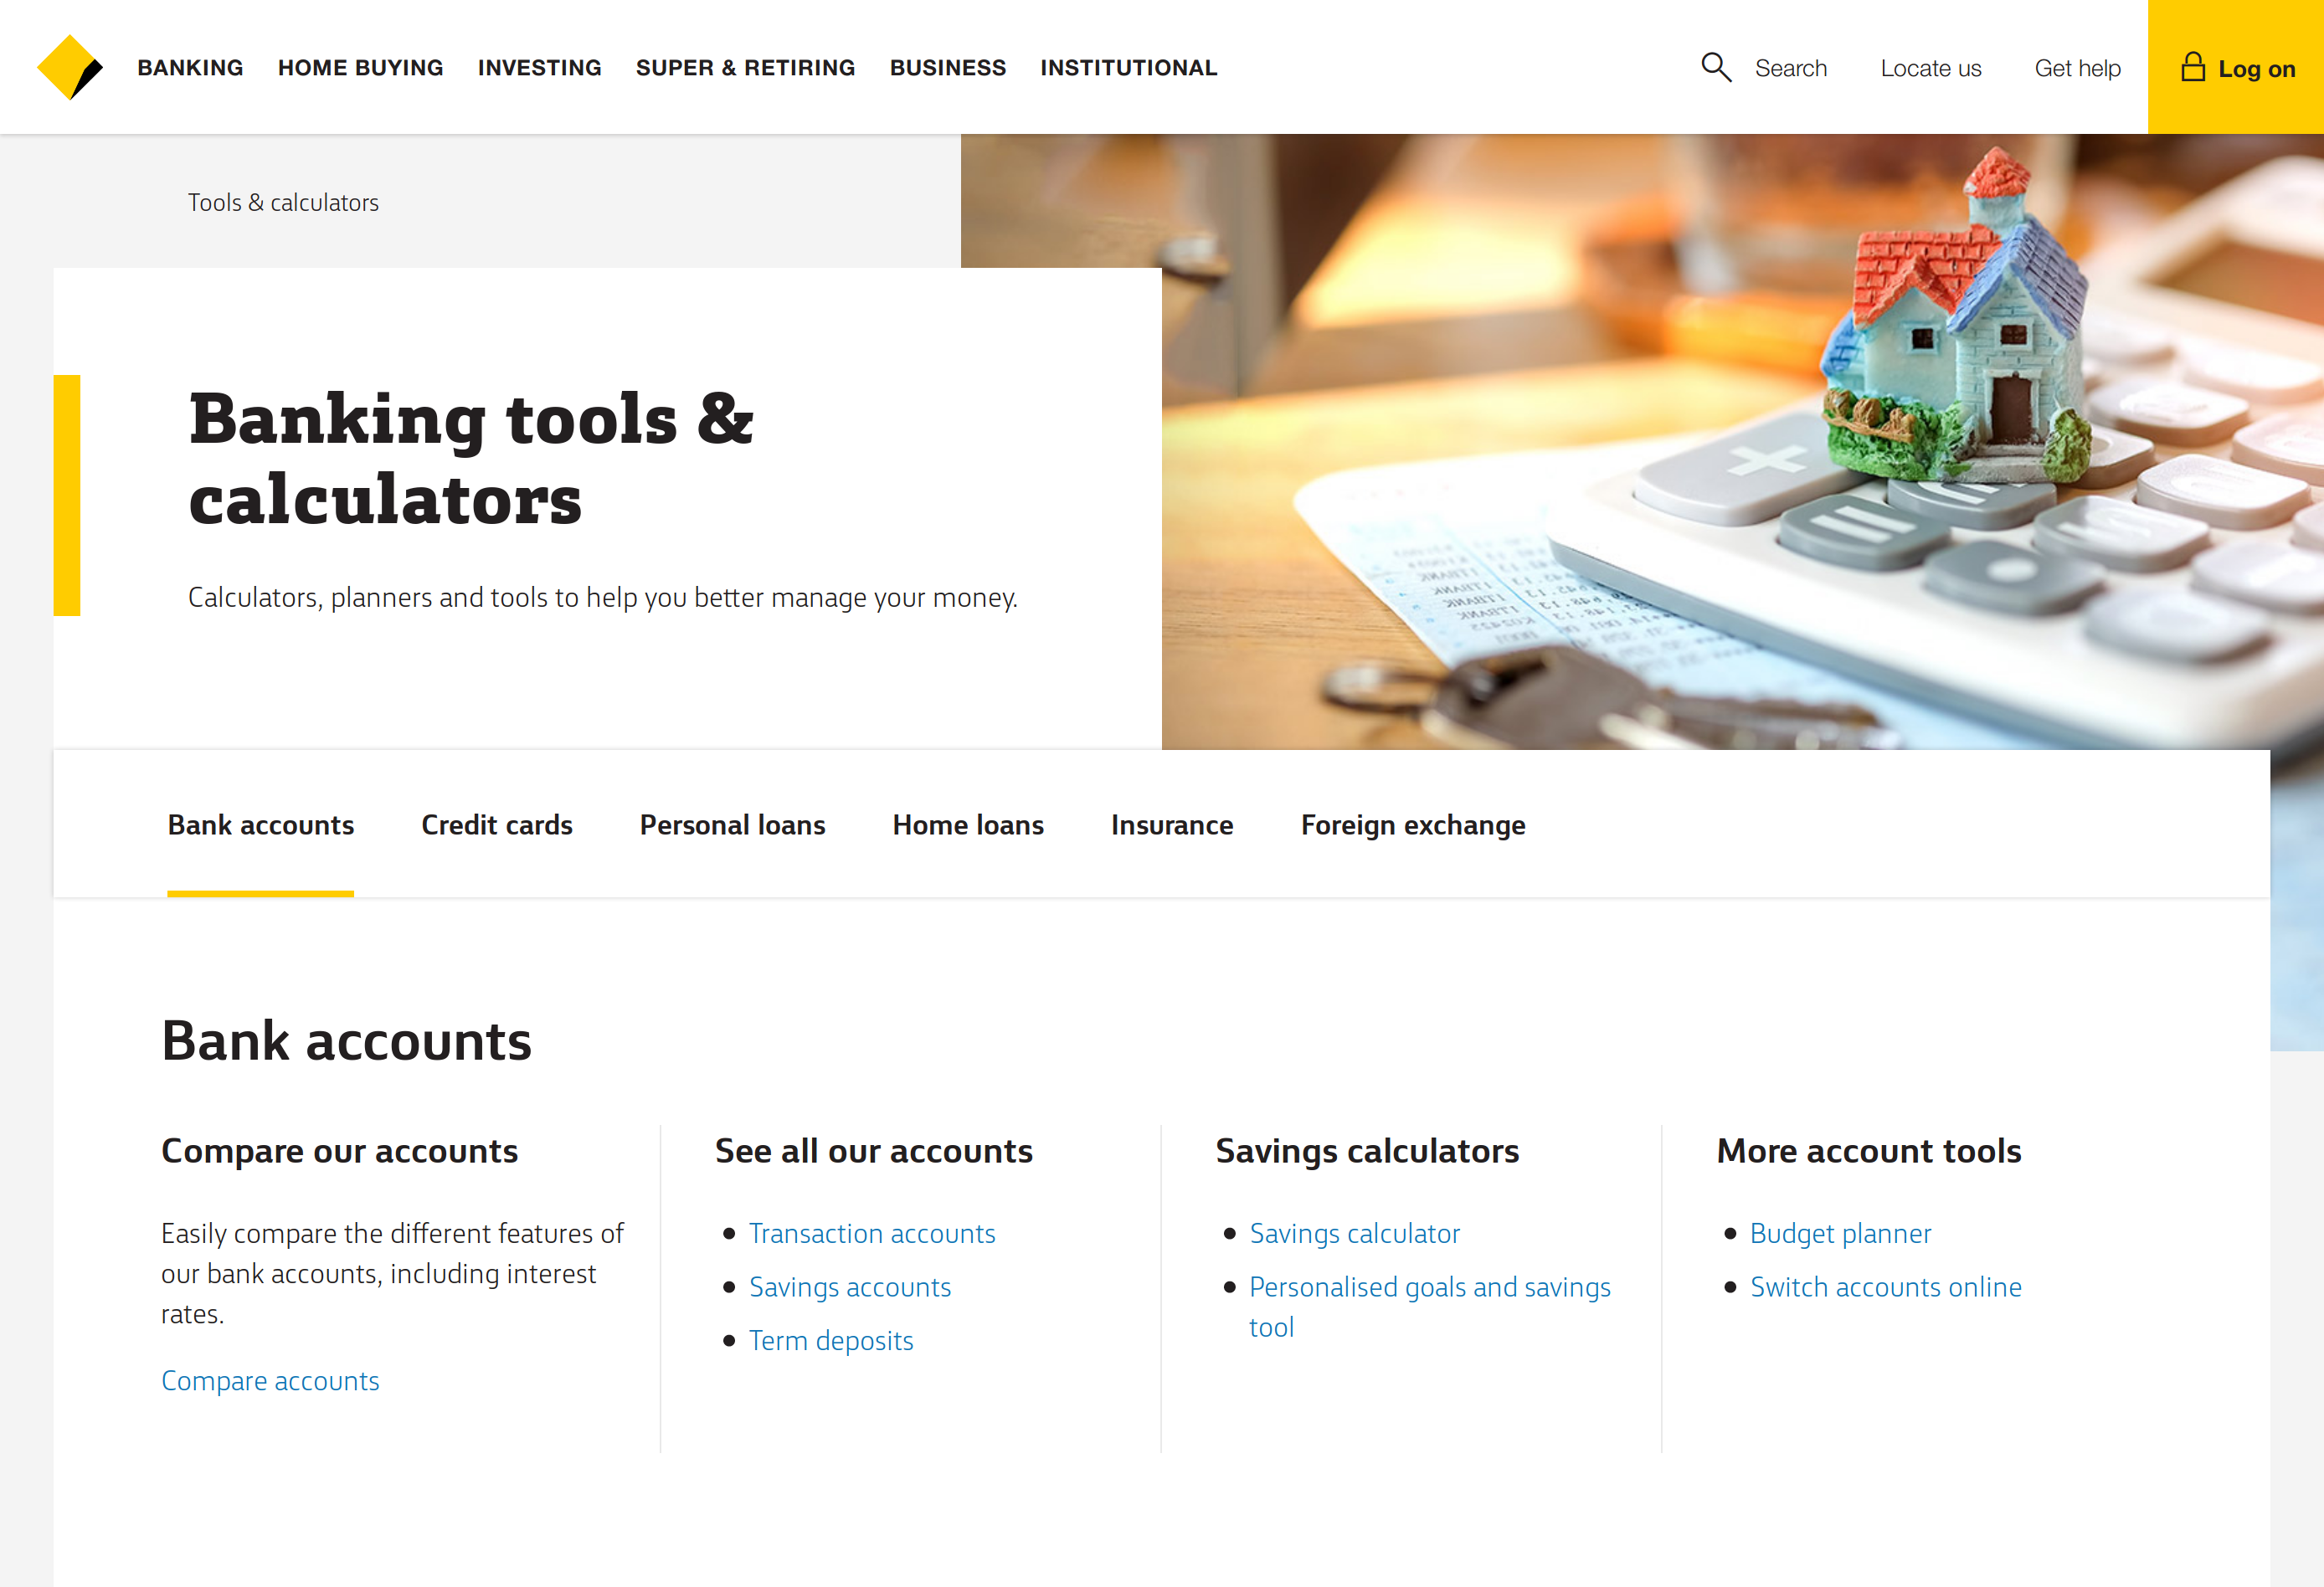 BANKING HOME BUYING INVESTING SUPER & RETIRING BUSINESS INSTITUTIONAL Search Locate us Get help Log on
Tools & calculators
Banking tools &
calculators
Calculators, planners and tools to help you better manage your money.
Bank accounts Credit cards Personal loans Home loans Insurance Foreign exchange
Bank accounts
Compare our accounts
Easily compare the different features of
our bank accounts, including interest
rates.
Compare accounts
See all our accounts
• Transaction accounts
• Savings accounts
• Term deposits
Savings calculators
• Savings calculator
• Personalised goals and savings
tool
More account tools
• Budget planner
• Switch accounts online